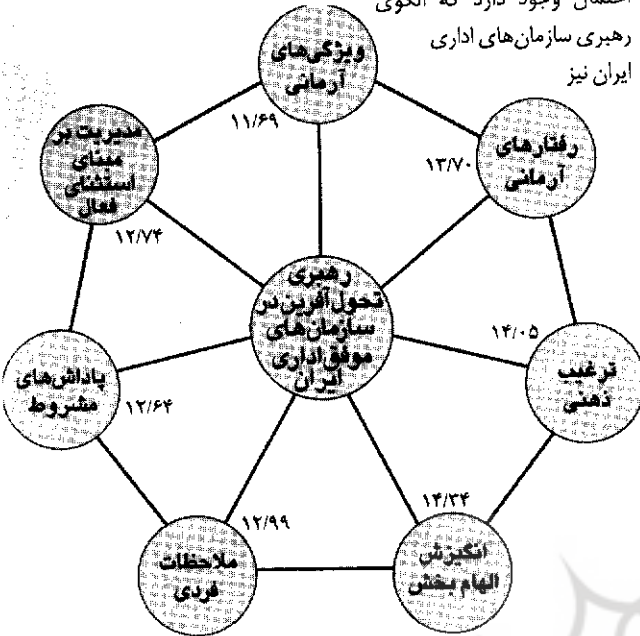 احتمال وجود دارد که الگوی
رهبری سازمان‌های اداری
ایران نیز
ویژگی‌های
آرمانی
۱۱/۶۹
رفتارهای
آرمانی
۱۳/۷۰
ترغیب
ذهنی
۱۴/۰۵
انگیزش
الهام بخش
۱۴/۳۴
ملاحظات
فردی
۱۲/۹۹
پاداش‌های
مشروط
۱۲/۶۴
مدیریت بر
مبنای
استثنای
فعال
۱۲/۷۴
رهبری
تحول‌آفرین در
سازمان‌های
موفق اداری
ایران